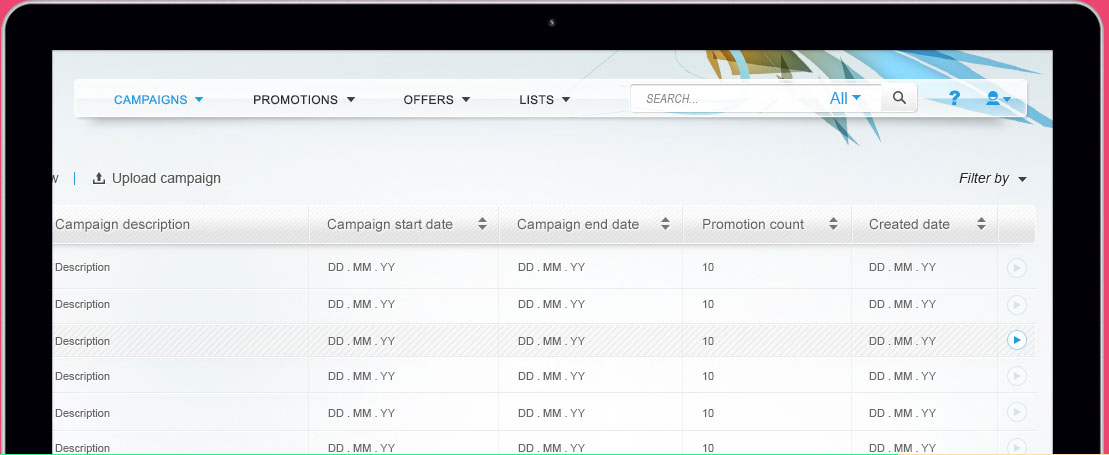 CAMPAIGNS PROMOTIONS OFFERS LISTS SEARCH... All ?
w | Upload campaign Filter by
Campaign description Campaign start date Campaign end date Promotion count Created date
Description DD . MM . YY DD . MM . YY 10 DD . MM . YY
Description DD . MM . YY DD . MM . YY 10 DD . MM . YY
Description DD . MM . YY DD . MM . YY 10 DD . MM . YY
Description DD . MM . YY DD . MM . YY 10 DD . MM . YY
Description DD . MM . YY DD . MM . YY 10 DD . MM . YY
Description DD . MM . YY DD . MM . YY 10 DD . MM . YY